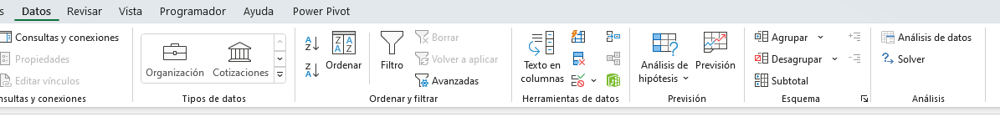 s Datos Revisar Vista Programador Ayuda Power Pivot
Consultas y conexiones
Propiedades
Editar vínculos
nsultas y conexiones
Organización Cotizaciones
Tipos de datos
Ordenar
Filtro
Borrar
Volver a aplicar
Avanzadas
Ordenar y filtrar
Texto en
columnas
Herramientas de datos
Análisis de
hipótesis
Previsión
Previsión
Agrupar
Desagrupar
Subtotal
Esquema
Análisis de datos
Solver
Análisis